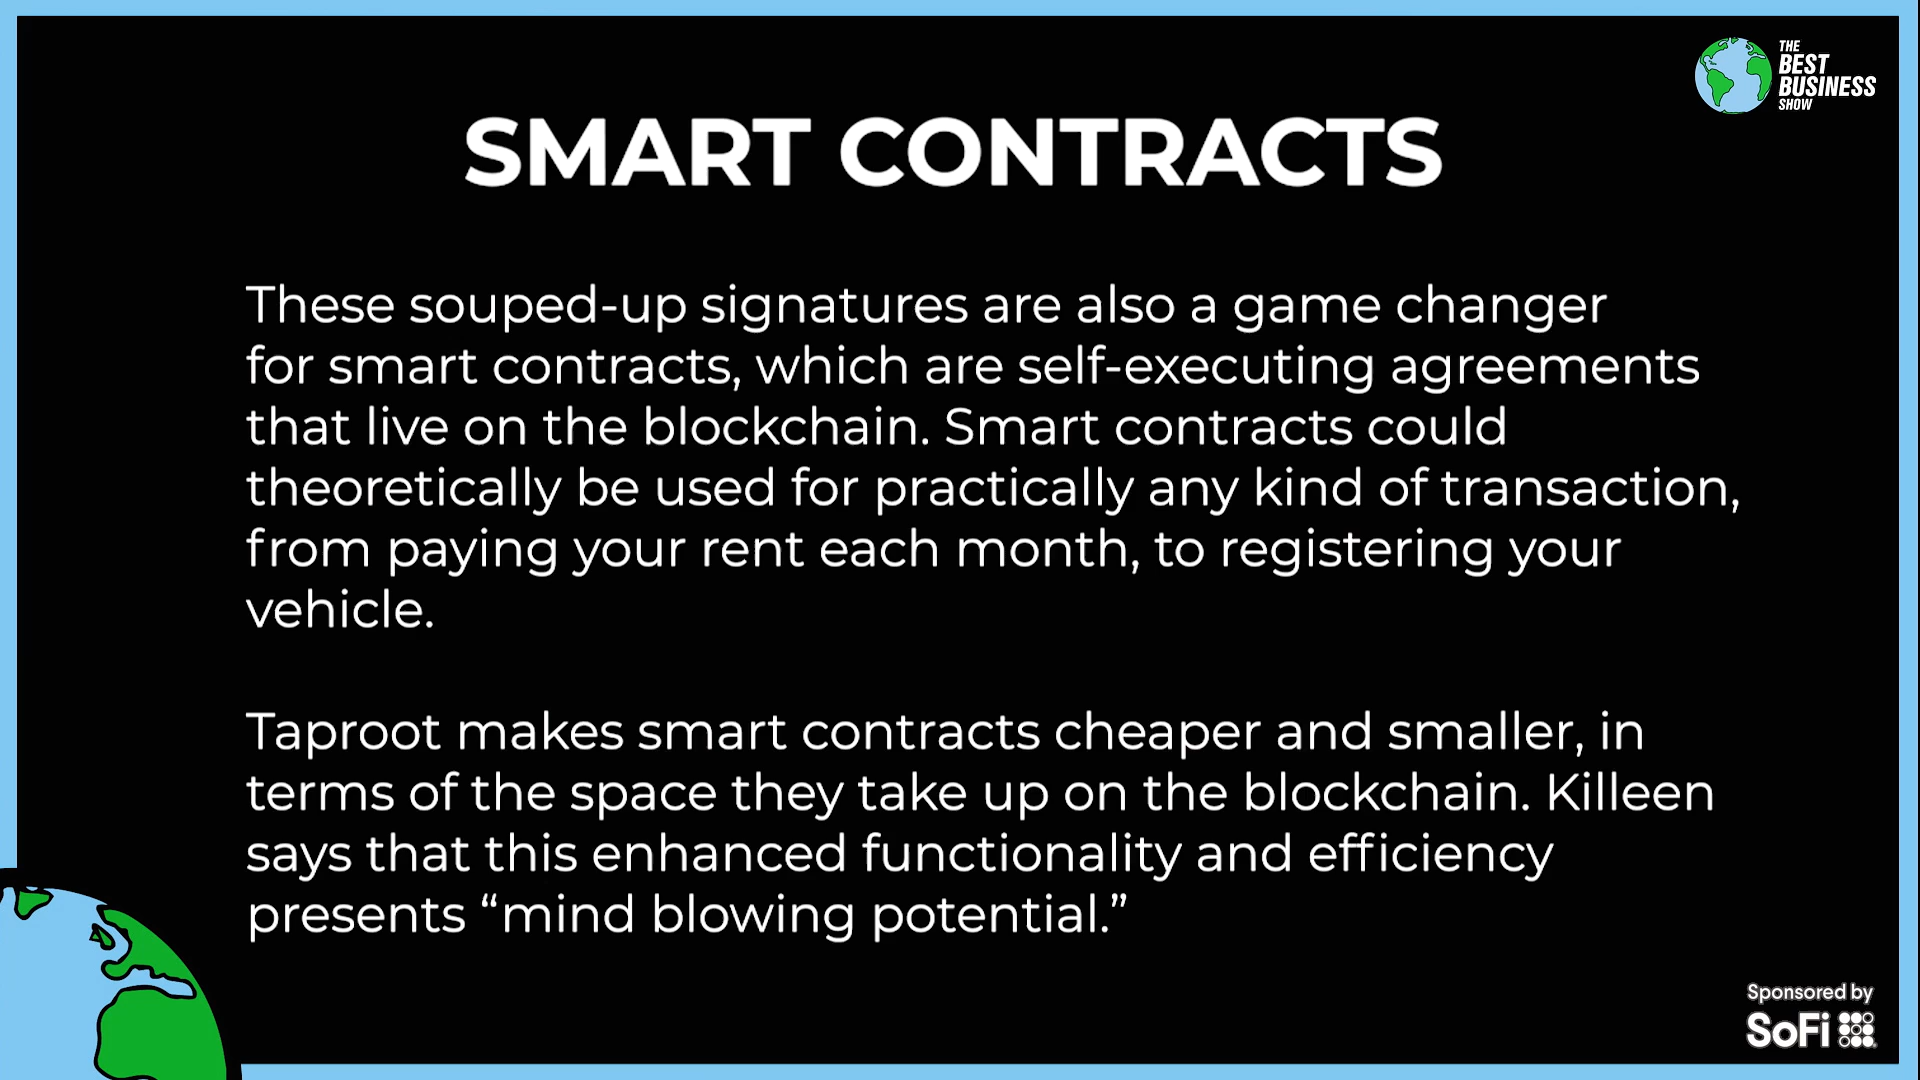 THE
BEST
BUSINESS
SHOW
SMART CONTRACTS
These souped-up signatures are also a game changer
for smart contracts, which are self-executing agreements
that live on the blockchain. Smart contracts could
theoretically be used for practically any kind of transaction,
from paying your rent each month, to registering your
vehicle.
Taproot makes smart contracts cheaper and smaller, in
terms of the space they take up on the blockchain. Killeen
says that this enhanced functionality and efficiency
presents “mind blowing potential.”
Sponsored by
SoFi